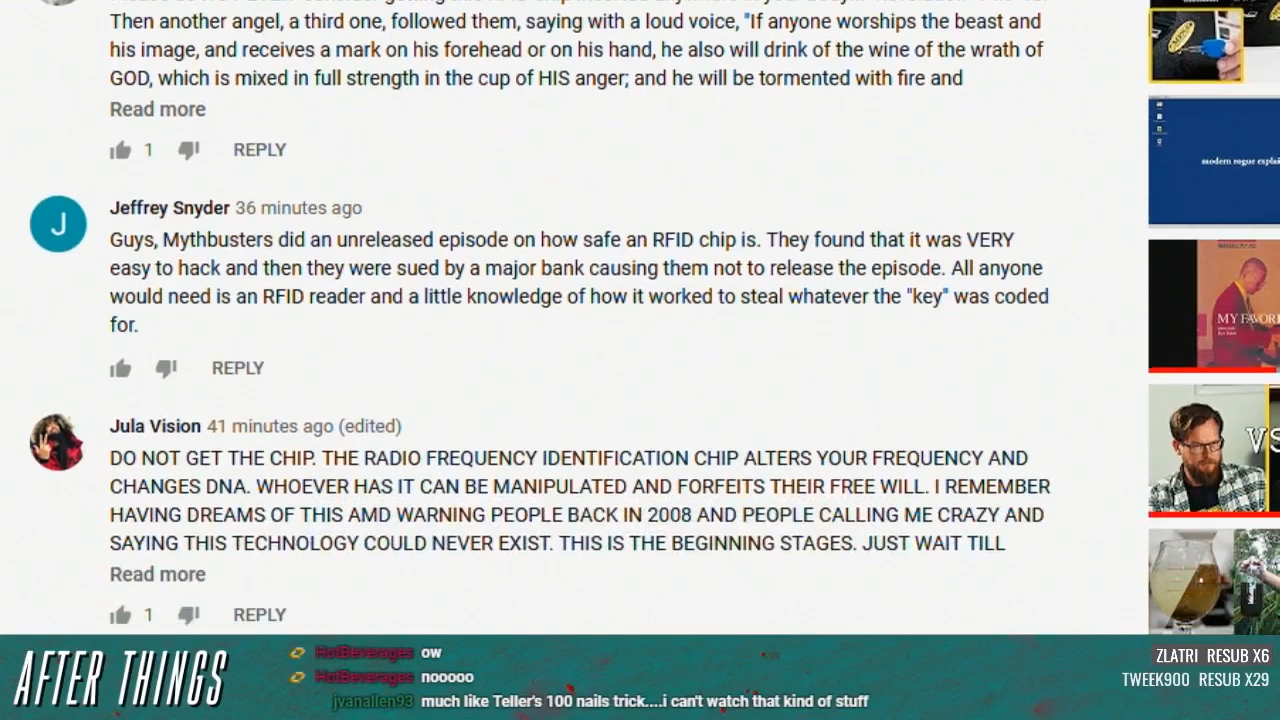 Then another angel, a third one, followed them, saying with a loud voice, "If anyone worships the beast and
his image, and receives a mark on his forehead or on his hand, he also will drink of the wine of the wrath of
GOD, which is mixed in full strength in the cup of HIS anger; and he will be tormented with fire and
Read more
1 REPLY
J
Jeffrey Snyder 36 minutes ago
Guys, Mythbusters did an unreleased episode on how safe an RFID chip is. They found that it was VERY
easy to hack and then they were sued by a major bank causing them not to release the episode. All anyone
would need is an RFID reader and a little knowledge of how it worked to steal whatever the "key" was coded
for.
REPLY
Jula Vision 41 minutes ago (edited)
DO NOT GET THE CHIP. THE RADIO FREQUENCY IDENTIFICATION CHIP ALTERS YOUR FREQUENCY AND
CHANGES DNA. WHOEVER HAS IT CAN BE MANIPULATED AND FORFEITS THEIR FREE WILL. I REMEMBER
HAVING DREAMS OF THIS AMD WARNING PEOPLE BACK IN 2008 AND PEOPLE CALLING ME CRAZY AND
SAYING THIS TECHNOLOGY COULD NEVER EXIST. THIS IS THE BEGINNING STAGES. JUST WAIT TILL
Read more
1 REPLY
modern rogue explai
MY FAVORI
VS
AFTER THINGS
HotBeverages ow
HotBeverages nooooo
jvanallen93 much like Teller's 100 nails trick....i can't watch that kind of stuff
ZLATRI RESUB X6
TWEEK900 RESUB X29